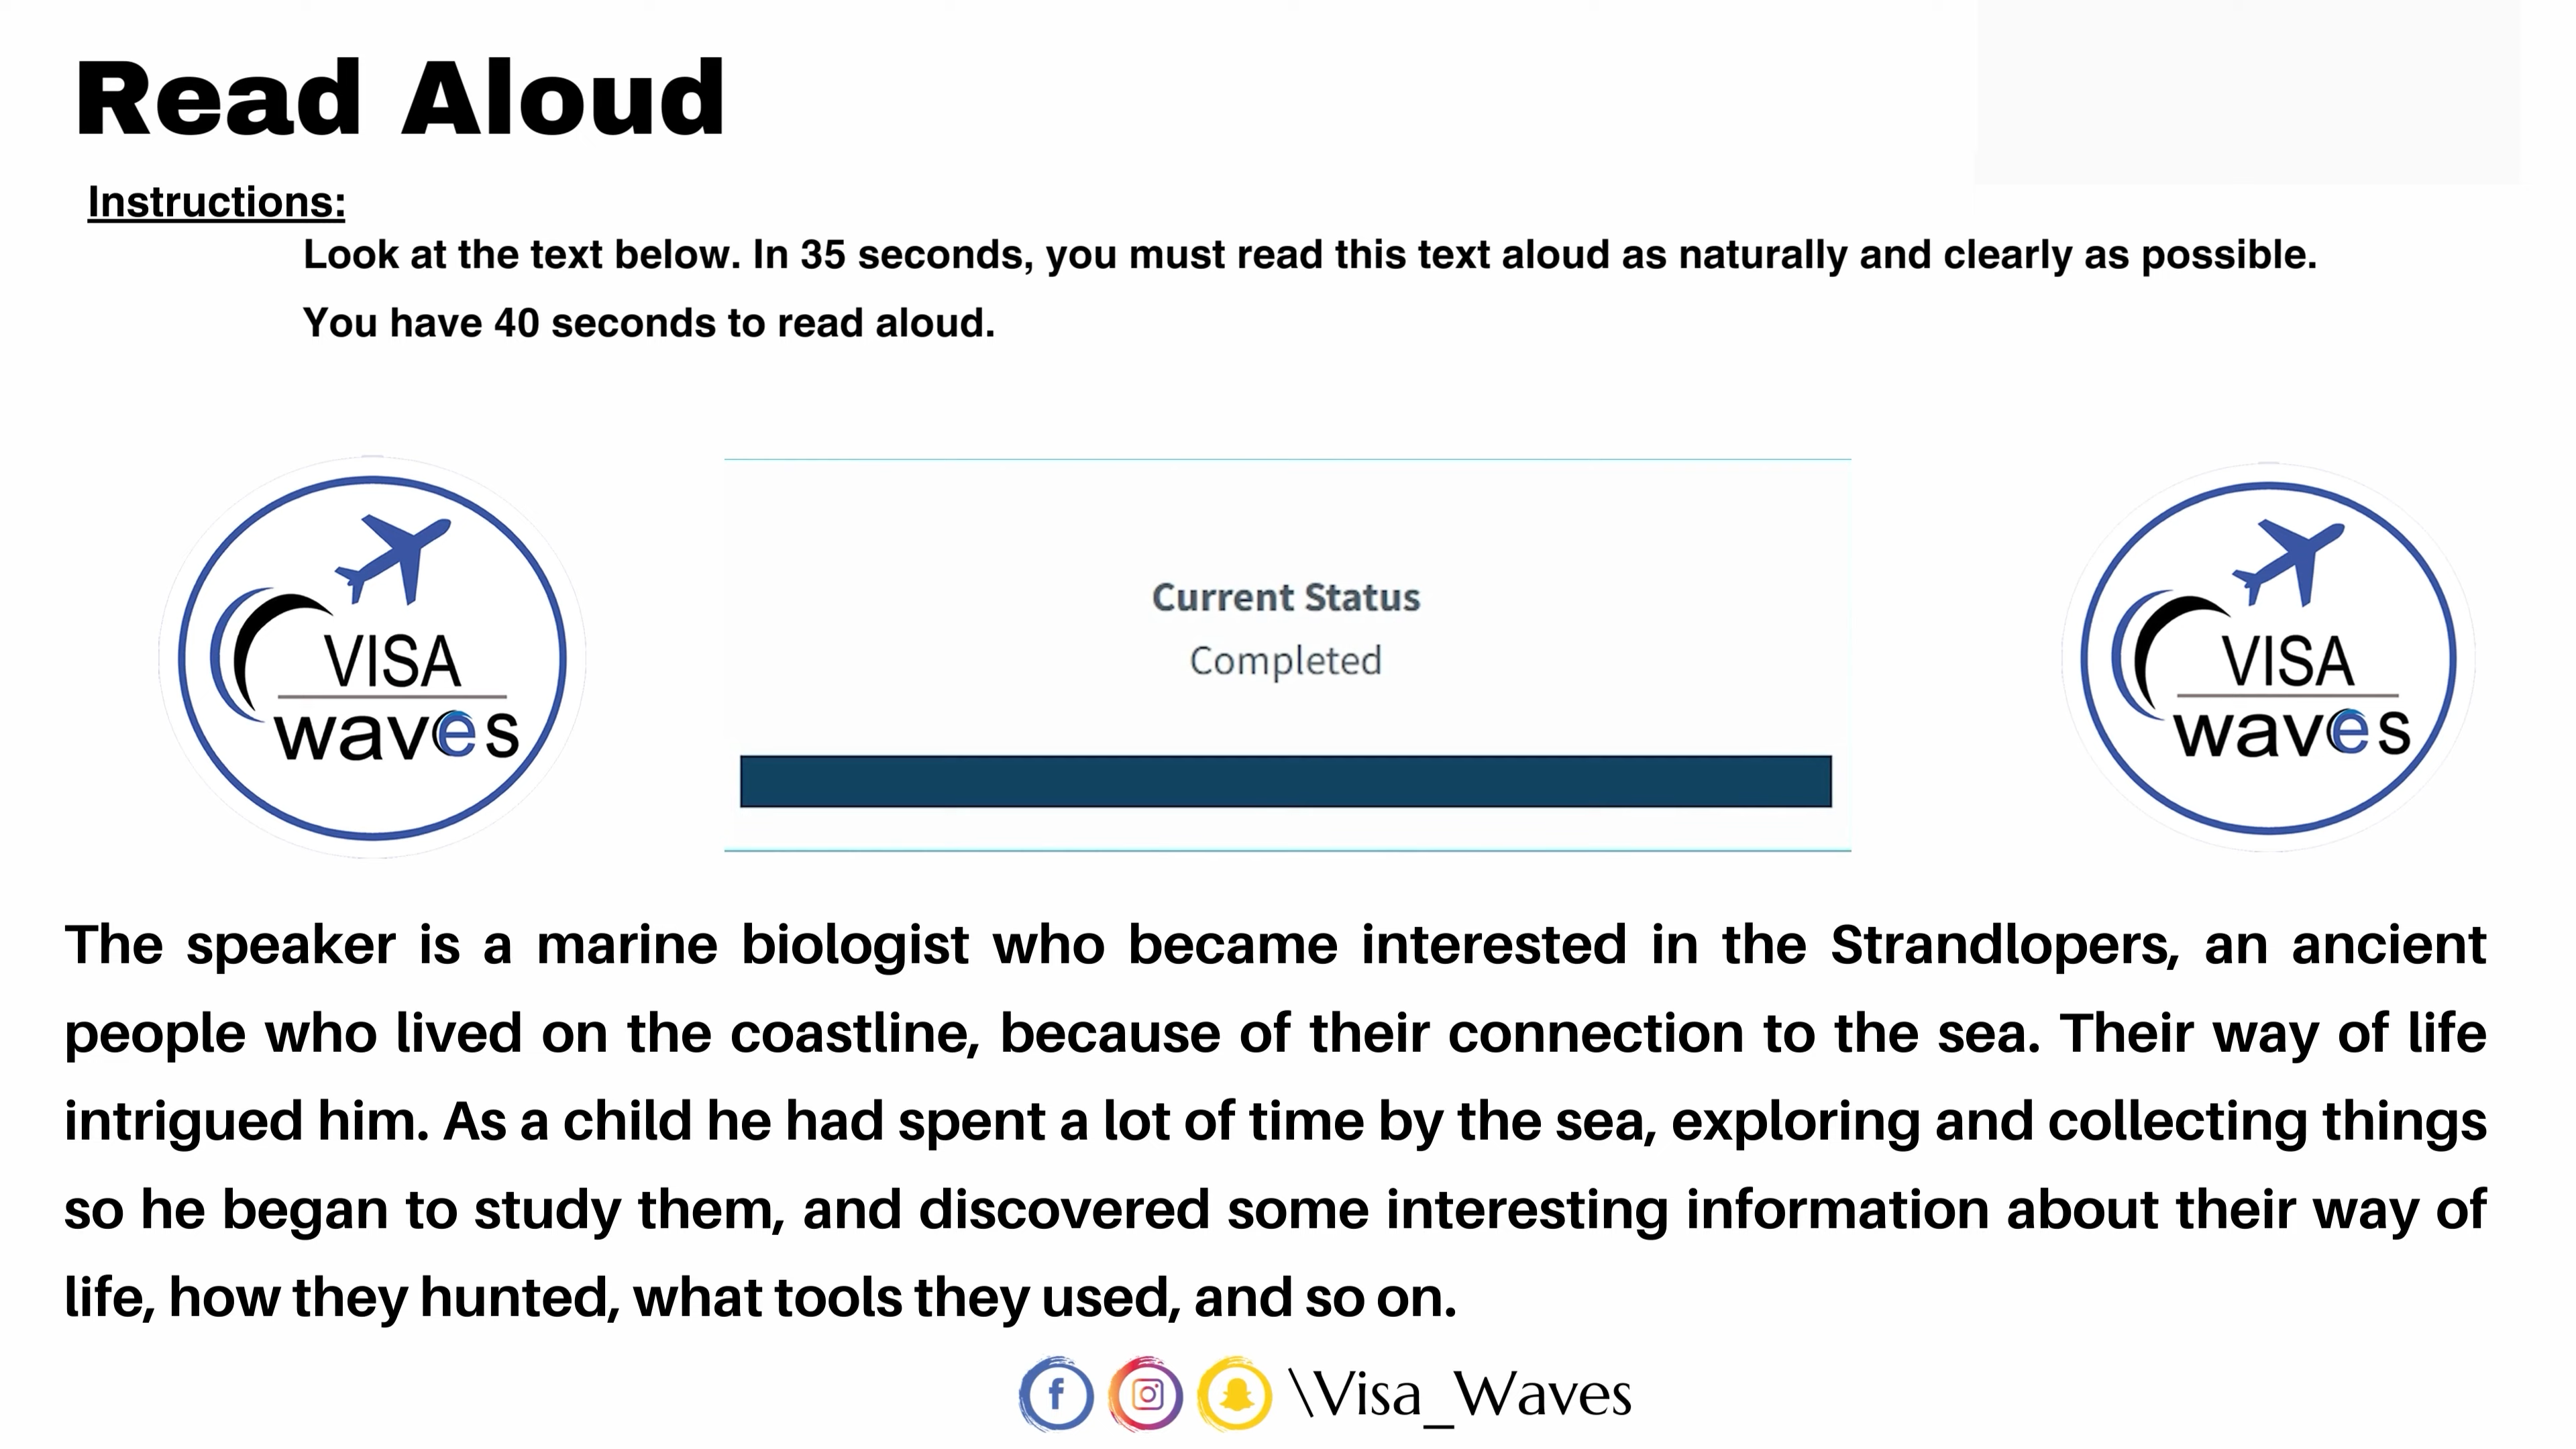 Read Aloud
Instructions:
Look at the text below. In 35 seconds, you must read this text aloud as naturally and clearly as possible.
You have 40 seconds to read aloud.
VISA
waves
Current Status
Completed
VISA
waves
The speaker is a marine biologist who became interested in the Strandlopers, an ancient
people who lived on the coastline, because of their connection to the sea. Their way of life
intrigued him. As a child he had spent a lot of time by the sea, exploring and collecting things
so he began to study them, and discovered some interesting information about their way of
life, how they hunted, what tools they used, and so on.
\Visa_Waves